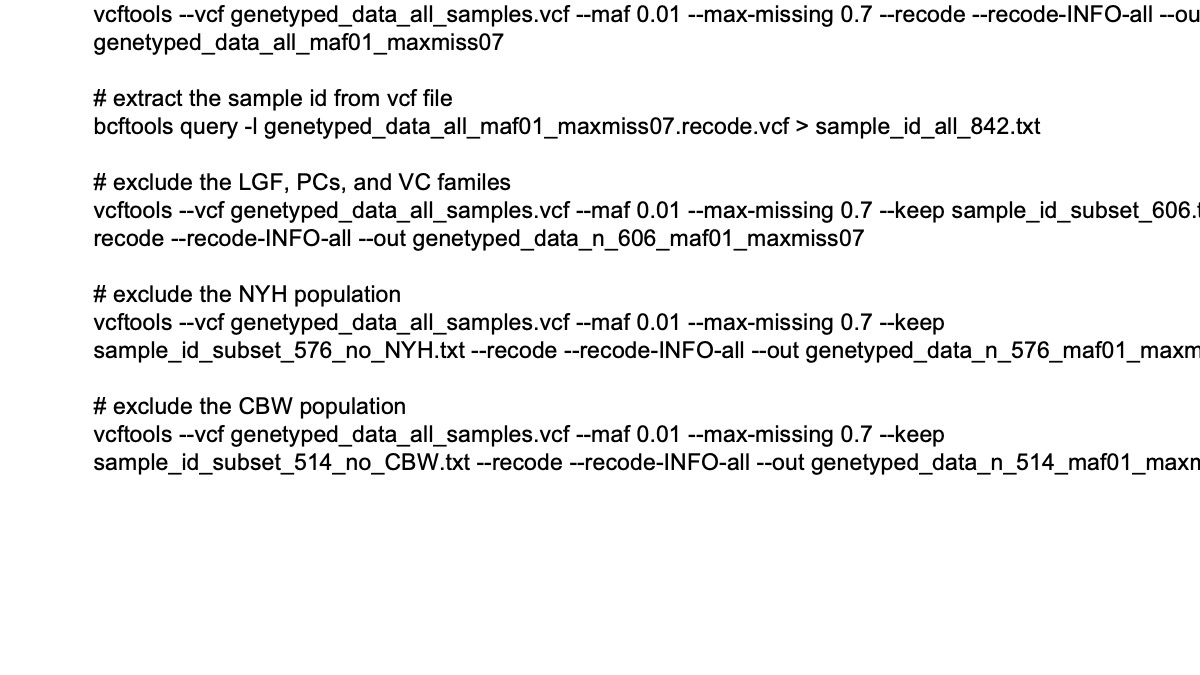 vcftools --vcf genetyped_data_all_samples.vcf --maf 0.01 --max-missing 0.7 --recode --recode-INFO-all --ou
genetyped_data_all_maf01_maxmiss07
# extract the sample id from vcf file
bcftools query -l genetyped_data_all_maf01_maxmiss07.recode.vcf > sample_id_all_842.txt
# exclude the LGF, PCs, and VC familes
vcftools --vcf genetyped_data_all_samples.vcf --maf 0.01 --max-missing 0.7 --keep sample_id_subset_606.t
recode --recode-INFO-all --out genetyped_data_n_606_maf01_maxmiss07
# exclude the NYH population
vcftools --vcf genetyped_data_all_samples.vcf --maf 0.01 --max-missing 0.7 --keep
sample_id_subset_576_no_NYH.txt --recode --recode-INFO-all --out genetyped_data_n_576_maf01_maxm
# exclude the CBW population
vcftools --vcf genetyped_data_all_samples.vcf --maf 0.01 --max-missing 0.7 --keep
sample_id_subset_514_no_CBW.txt --recode --recode-INFO-all --out genetyped_data_n_514_maf01_maxm